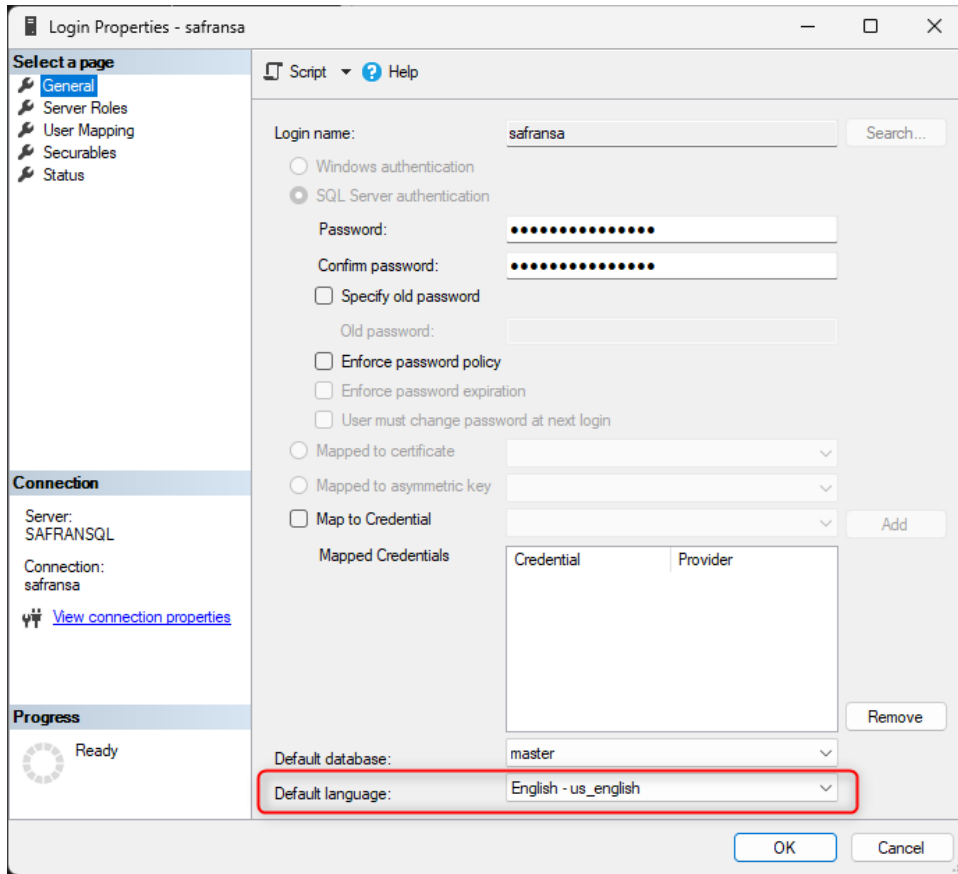 Login Properties - safransa
Select a page
General
Server Roles
User Mapping
Securables
Status
Connection
Server:
SAFRANSQL
Connection:
safransa
View connection properties
Progress
Ready
Script Help
Login name: safransa Search...
Windows authentication
SQL Server authentication
Password: ●●●●●●●●●●●●●●●
Confirm password: ●●●●●●●●●●●●●●●
Specify old password
Old password:
Enforce password policy
Enforce password expiration
User must change password at next login
Mapped to certificate
Mapped to asymmetric key
Map to Credential Add
Mapped Credentials Credential Provider
Remove
Default database: master
Default language: English - us_english
OK Cancel